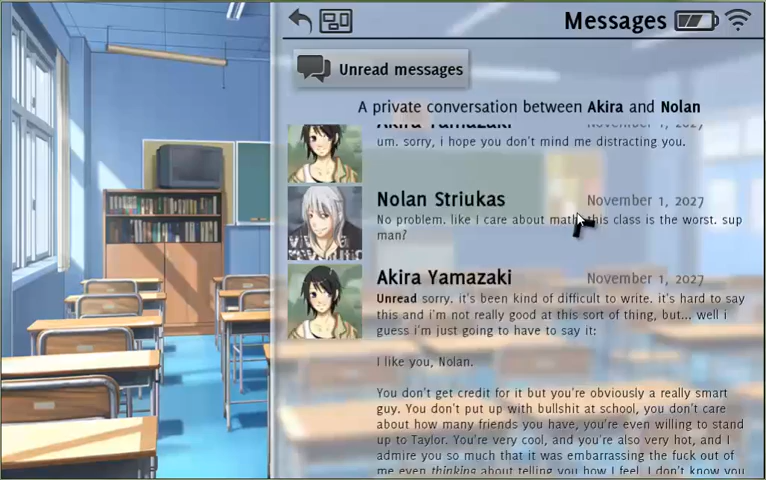 Messages
Unread messages
A private conversation between Akira and Nolan
Akira Yamazaki November 1, 2027
um. sorry, i hope you don't mind me distracting you.
Nolan Striukas November 1, 2027
No problem. like I care about math, this class is the worst. sup
man?
Akira Yamazaki November 1, 2027
Unread sorry. it's been kind of difficult to write. it's hard to say
this and i'm not really good at this sort of thing, but... well i
guess i'm just going to have to say it:
I like you, Nolan.
You don't get credit for it but you're obviously a really smart
guy. You don't put up with bullshit at school, you don't care
about how many friends you have, you're even willing to stand
up to Taylor. You're very cool, and you're also very hot, and I
admire you so much that it was embarrassing the fuck out of
me even thinking about telling you how I feel. I don't know you